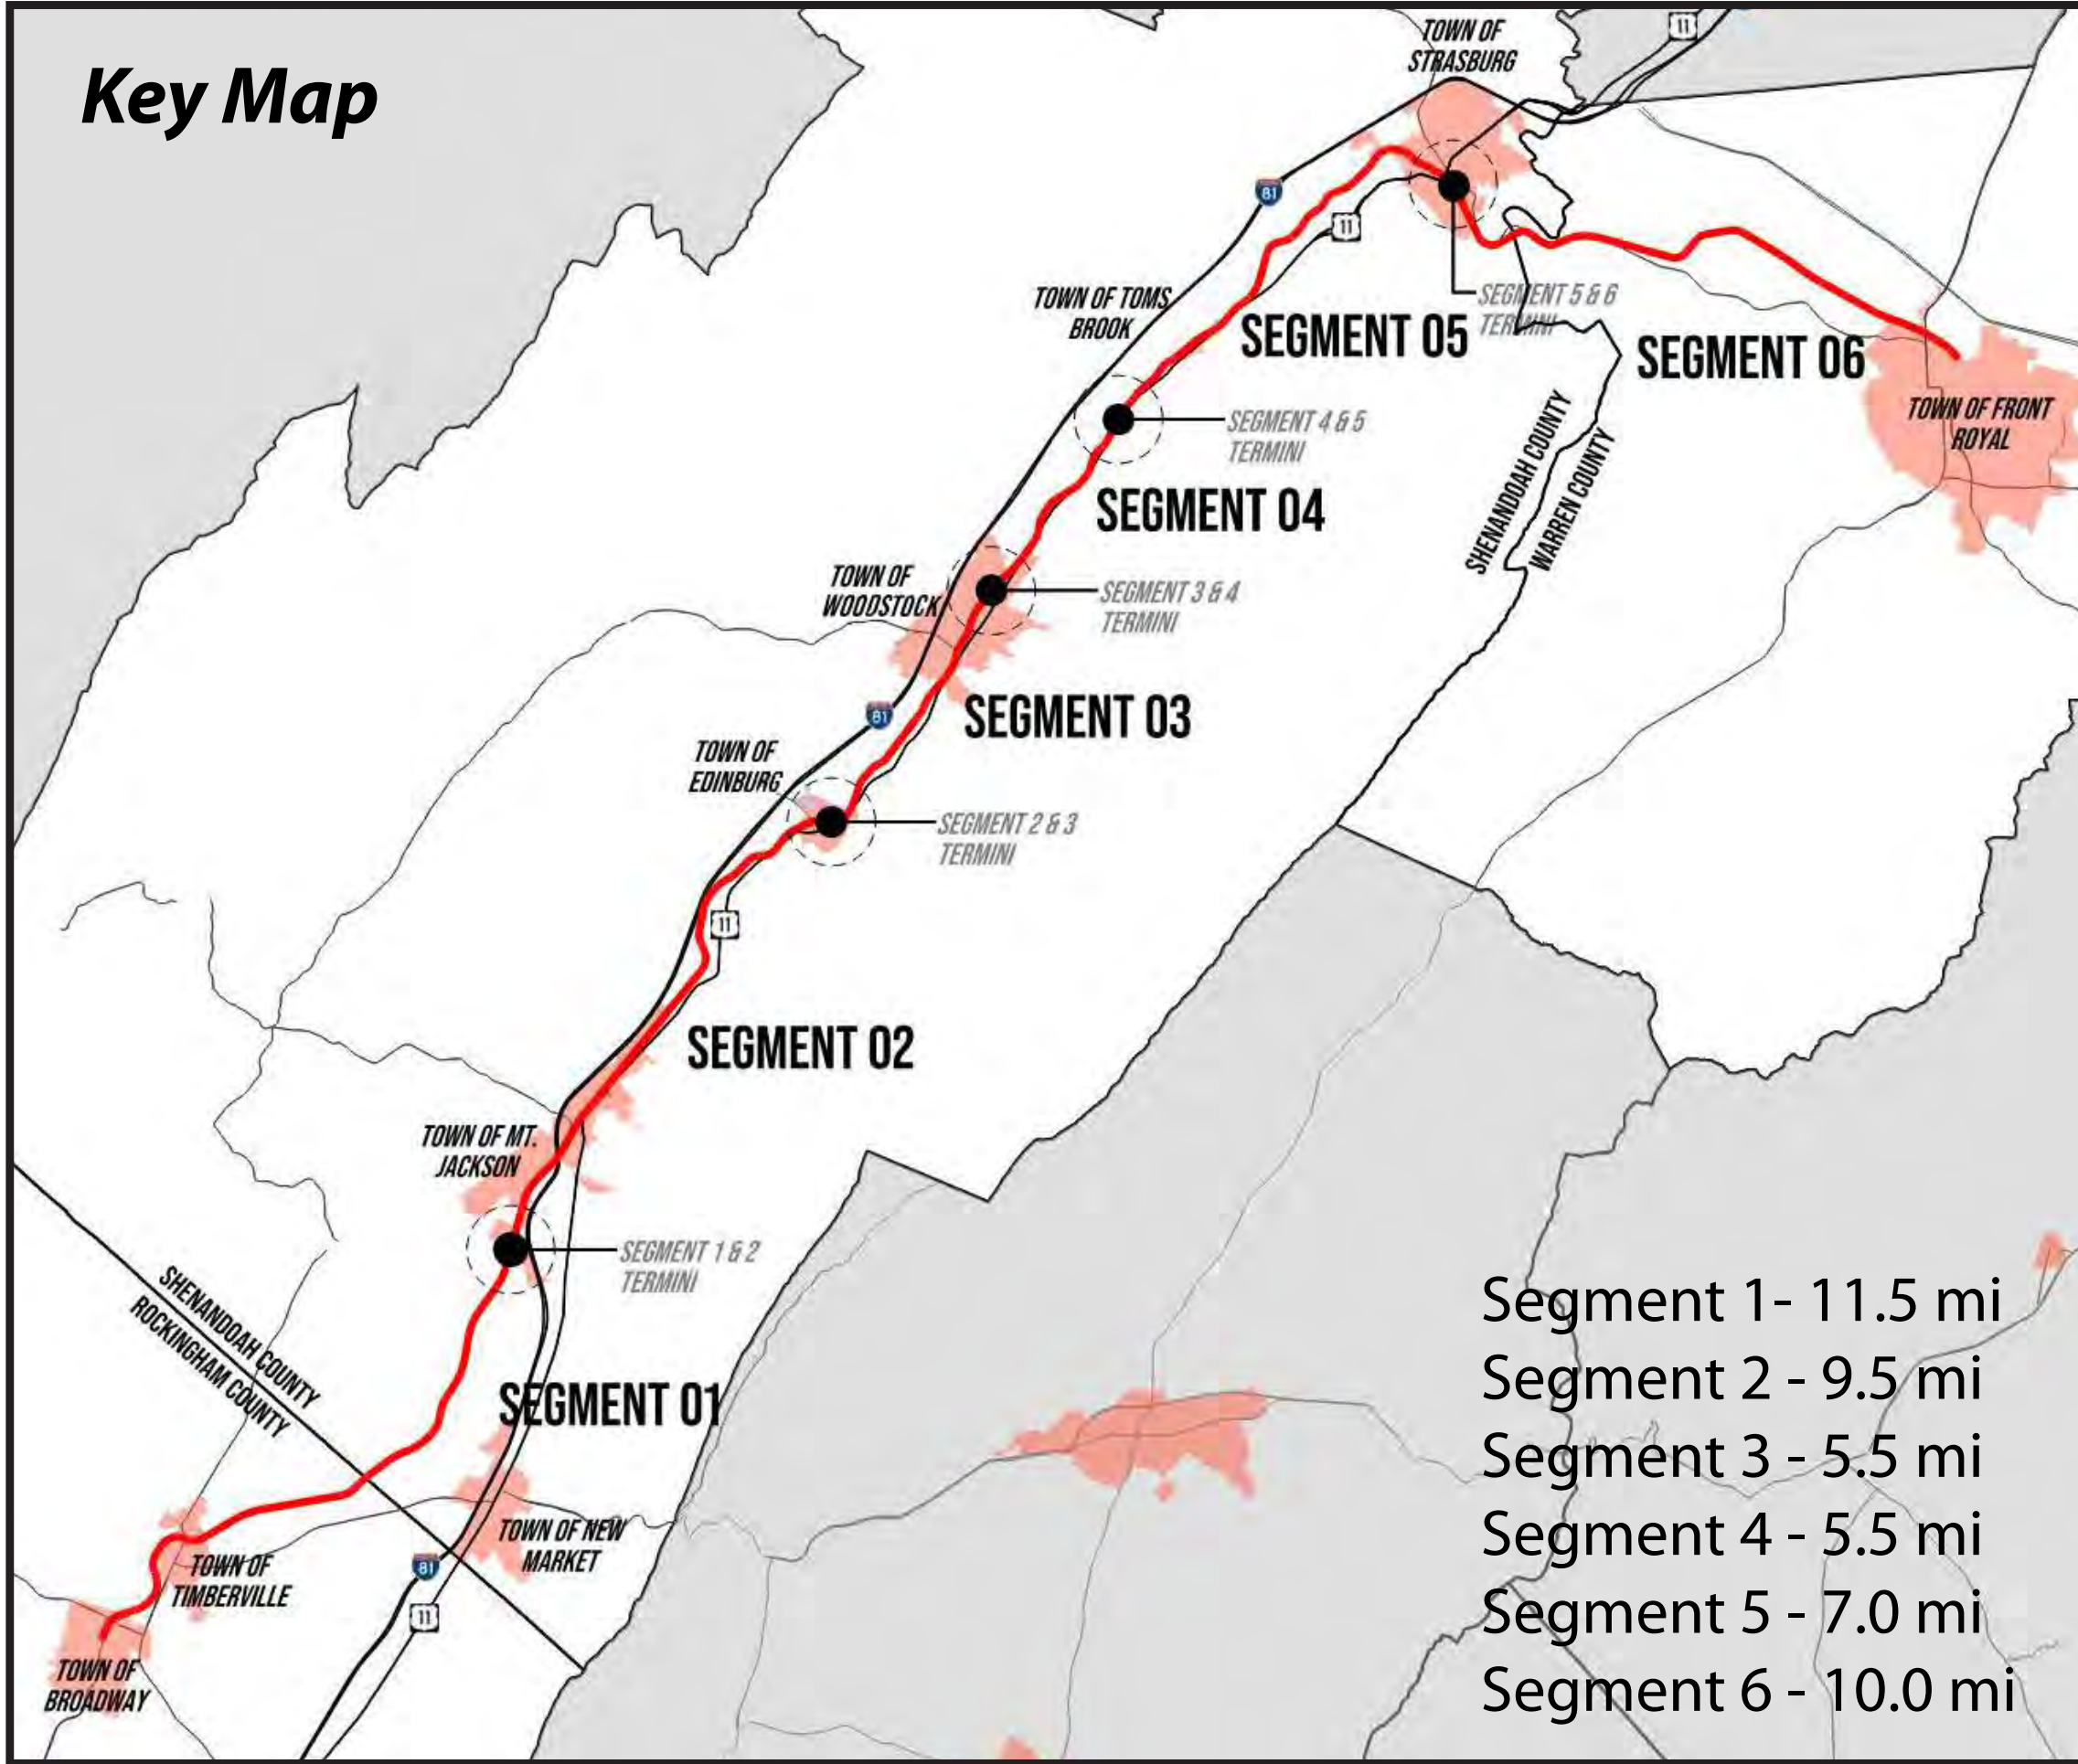 Key Map
TOWN OF
STRASBURG
11
81
11
TOWN OF TOMS
BROOK
SEGMENT 5 & 6
TERMINI
SEGMENT 05
SEGMENT 06
TOWN OF FRONT
ROYAL
SEGMENT 4 & 5
TERMINI
SHENANDOAH COUNTY
WARREN COUNTY
SEGMENT 04
TOWN OF
WOODSTOCK
SEGMENT 3 & 4
TERMINI
81
SEGMENT 03
TOWN OF
EDINBURG
SEGMENT 2 & 3
TERMINI
11
SEGMENT 02
TOWN OF MT.
JACKSON
SEGMENT 1 & 2
TERMINI
SHENANDOAH COUNTY
ROCKINGHAM COUNTY
SEGMENT 01
TOWN OF NEW
MARKET
81
TOWN OF
TIMBERVILLE
11
TOWN OF
BROADWAY
Segment 1- 11.5 mi
Segment 2 - 9.5 mi
Segment 3 - 5.5 mi
Segment 4 - 5.5 mi
Segment 5 - 7.0 mi
Segment 6 - 10.0 mi